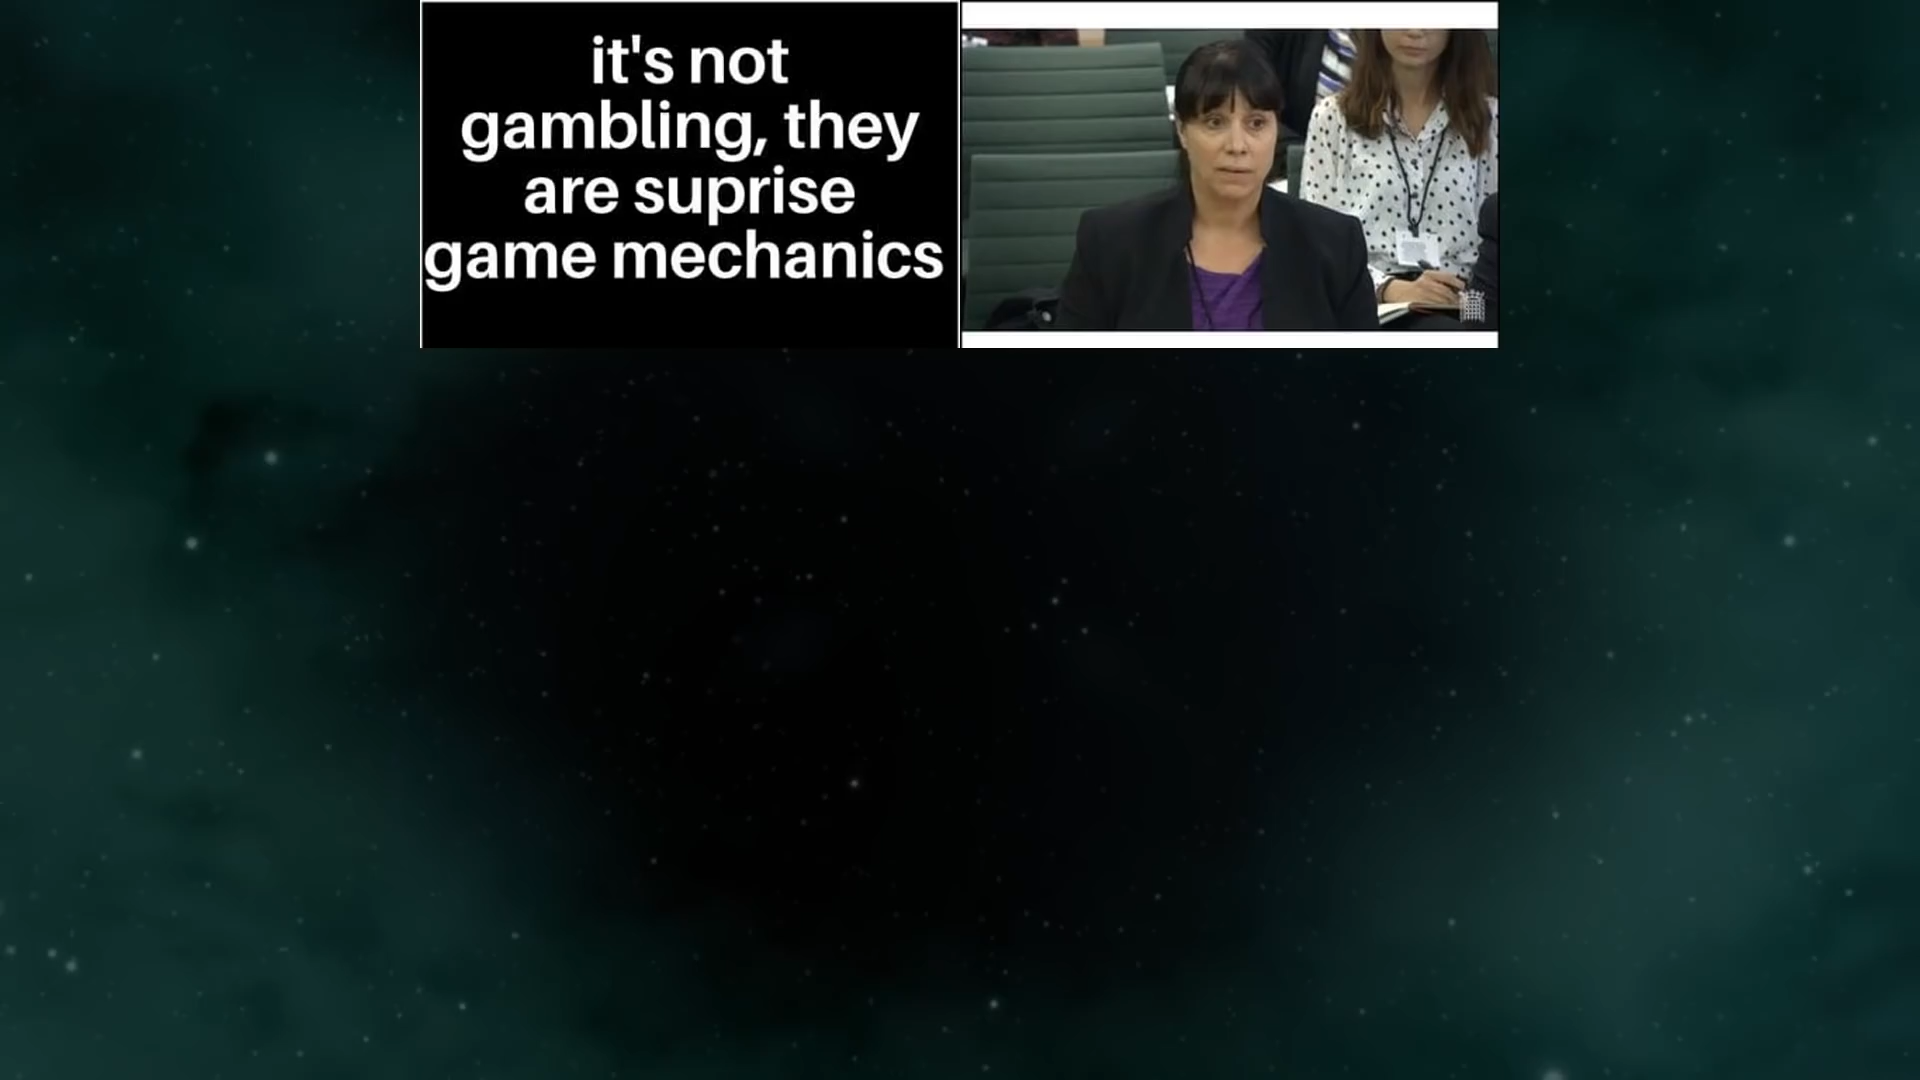 it's not
gambling, they
are suprise
game mechanics